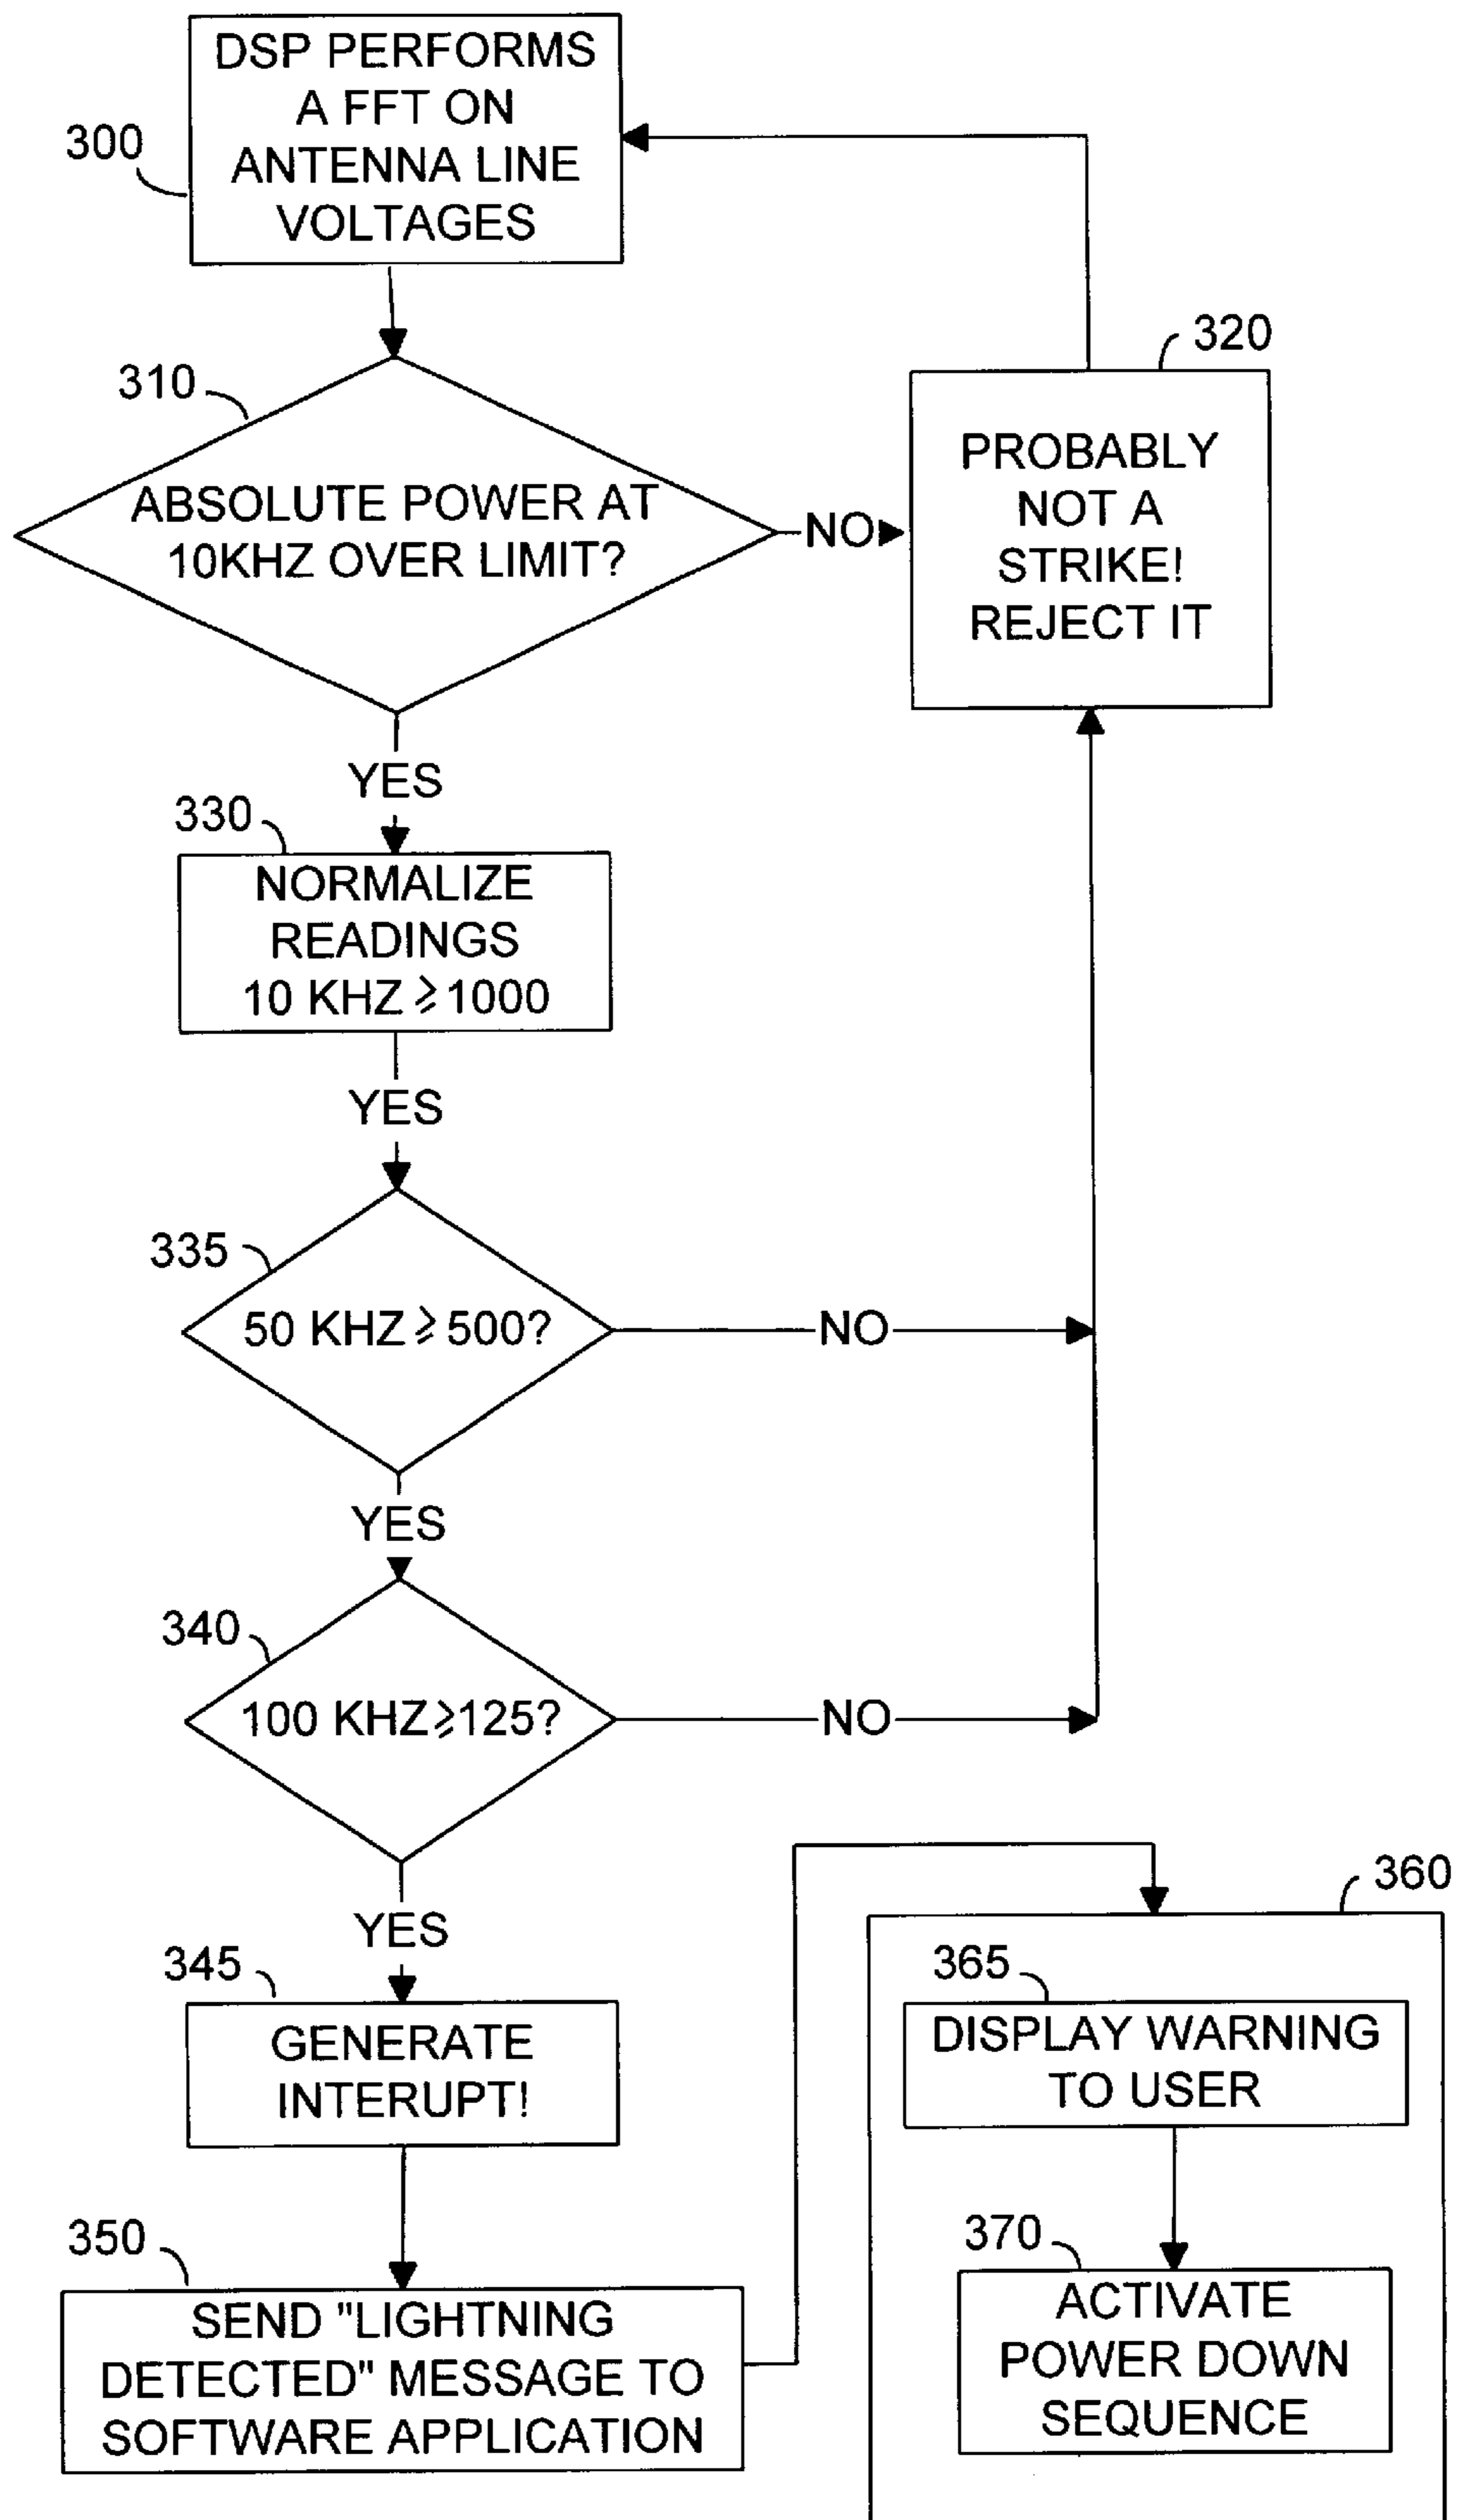 DSP PERFORMS
A FFT ON
ANTENNA LINE
VOLTAGES
300
310
ABSOLUTE POWER AT
10KHZ OVER LIMIT?
NO
320
PROBABLY
NOT A
STRIKE!
REJECT IT
YES
330
NORMALIZE
READINGS
10 KHZ ⩾1000
YES
335
50 KHZ ⩾ 500?
NO
YES
340
100 KHZ⩾125?
NO
YES
345
GENERATE
INTERUPT!
350
SEND "LIGHTNING
DETECTED" MESSAGE TO
SOFTWARE APPLICATION
360
365
DISPLAY WARNING
TO USER
370
ACTIVATE
POWER DOWN
SEQUENCE